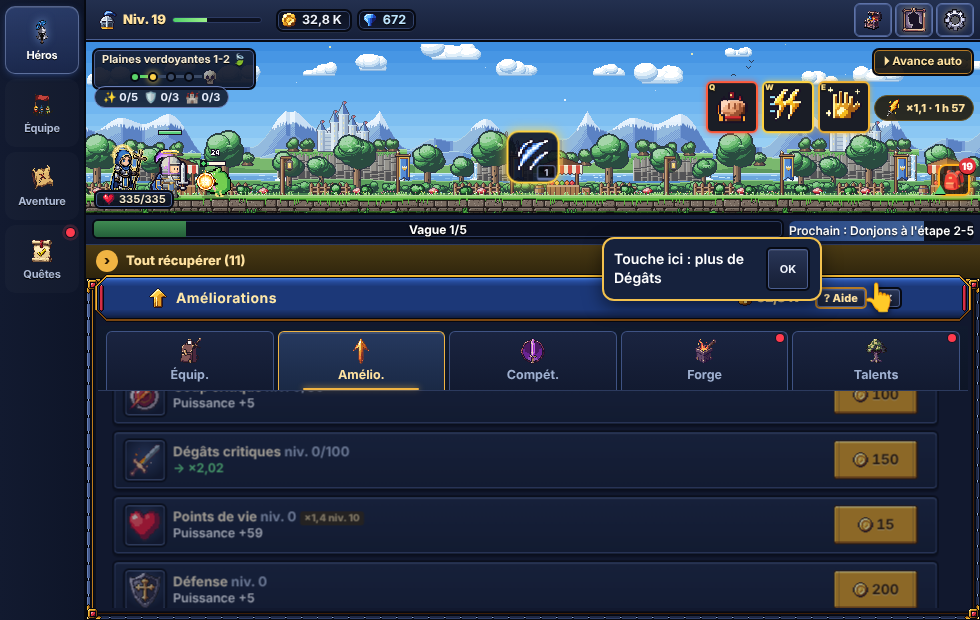 Héros
Équipe
Aventure
Quêtes
Niv. 19
32,8 K
672
Plaines verdoyantes 1-2
0/5
0/3
0/3
Avance auto
Q
W
E
×1,1 · 1 h 57
24
1
19
335/335
Vague 1/5
Prochain : Donjons à l'étape 2-5
Tout récupérer (11)
Touche ici : plus de
Dégâts
OK
Améliorations
? Aide
Équip.
Amélio.
Compét.
Forge
Talents
Puissance +5
100
Dégâts critiques niv. 0/100
→ ×2,02
150
Points de vie niv. 0 ×1,4 niv. 10
Puissance +59
15
Défense niv. 0
Puissance +5
200